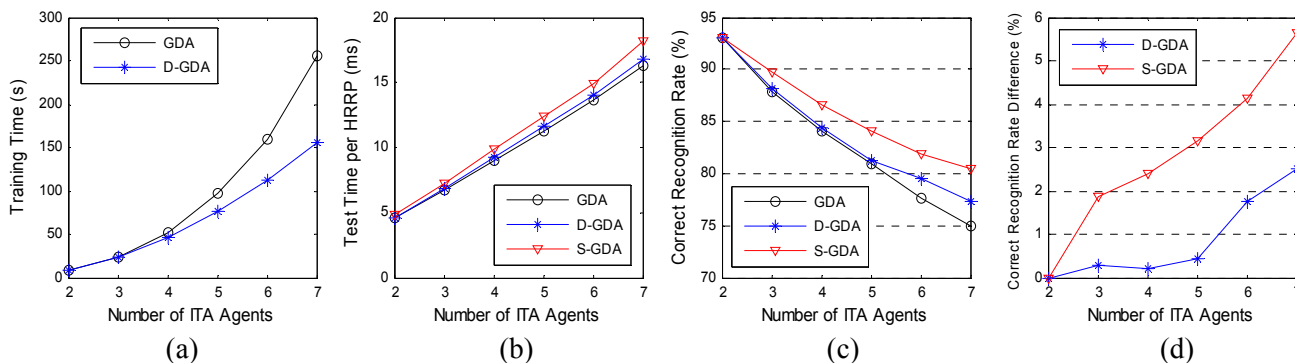 300
250
200
150
100
50
0
Training Time (s)
GDA
D-GDA
2 3 4 5 6 7
Number of ITA Agents
(a)
20
15
10
5
0
Test Time per HRRP (ms)
GDA
D-GDA
S-GDA
2 3 4 5 6 7
Number of ITA Agents
(b)
95
90
85
80
75
70
Correct Recognition Rate (%)
GDA
D-GDA
S-GDA
2 3 4 5 6 7
Number of ITA Agents
(c)
6
5
4
3
2
1
0
Correct Recognition Rate Difference (%)
D-GDA
S-GDA
2 3 4 5 6
Number of ITA Agents
(d)